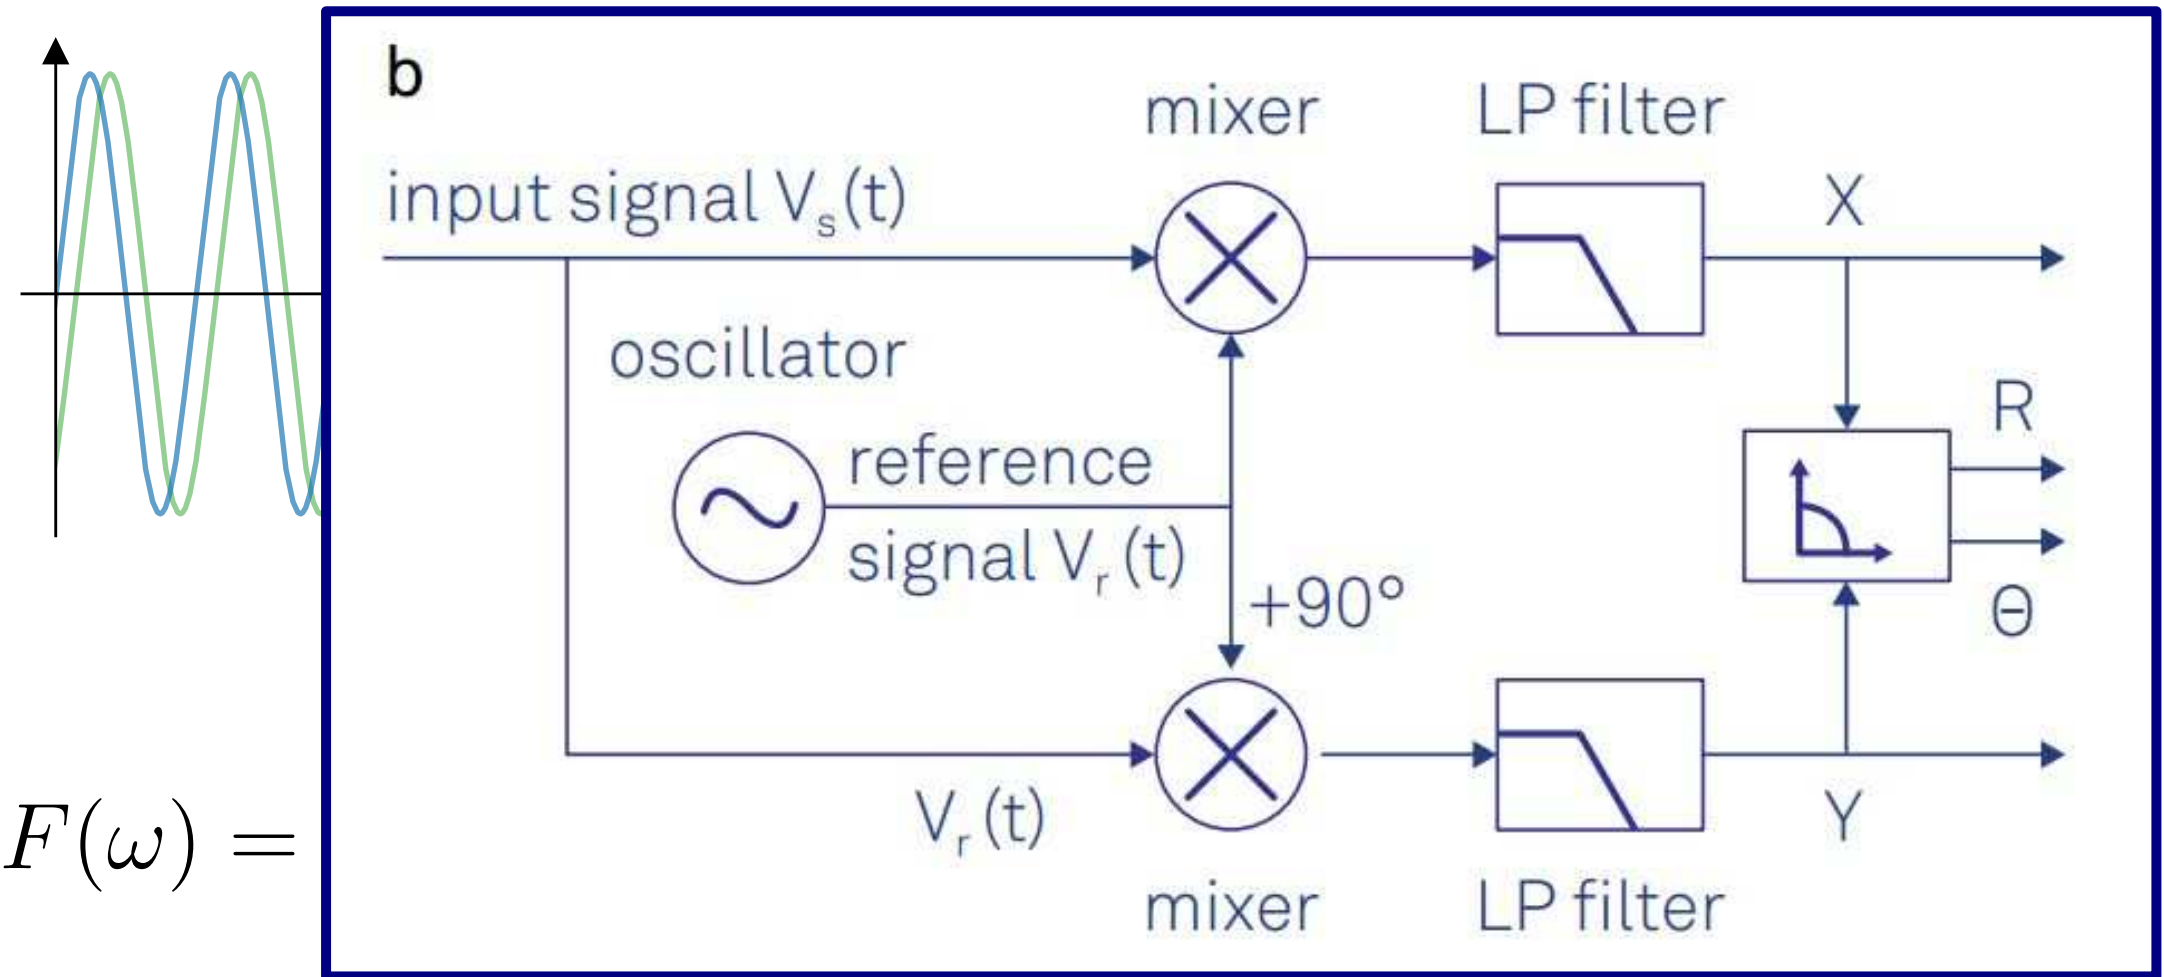 b
mixer
LP filter
input signal Vₛ(t)
X
oscillator
R
reference
signal Vᵣ(t)
+90°
Θ
F(ω) =
Vᵣ(t)
Y
mixer
LP filter